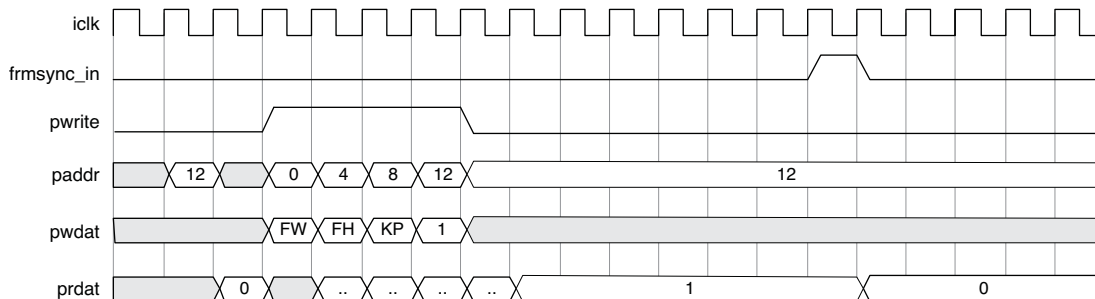 iclk
frmsync_in
pwrite
paddr 12 0 4 8 12 12
pwdat FW FH KP 1
prdat 0 .. .. .. .. 1 0